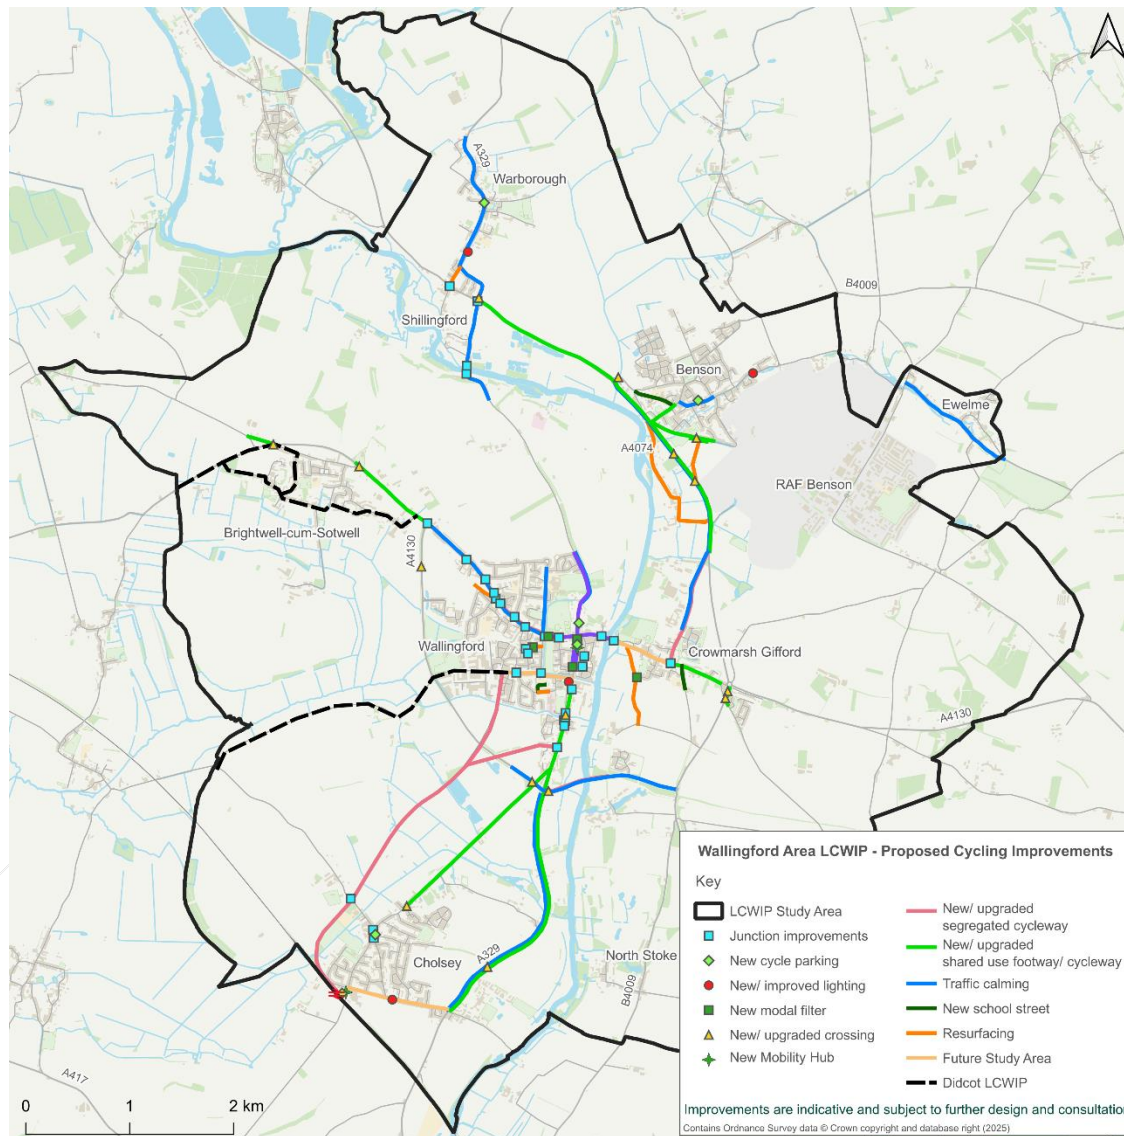 A329
Warborough
B4009
Shillingford
Benson
Ewelme
A4074
RAF Benson
Brightwell-cum-Sotwell
A4130
Wallingford
Crowmarsh Gifford
A4130
Wallingford Area LCWIP - Proposed Cycling Improvements
Key
LCWIP Study Area
Junction improvements
New cycle parking
New/ improved lighting
New modal filter
New/ upgraded crossing
New Mobility Hub
New/ upgraded
segregated cycleway
New/ upgraded
shared use footway/ cycleway
Traffic calming
New school street
Resurfacing
Future Study Area
Didcot LCWIP
Improvements are indicative and subject to further design and consultation
Contains Ordnance Survey data © Crown copyright and database right (2025)
A329
Cholsey
North Stoke
B4009
A417
0 1 2 km